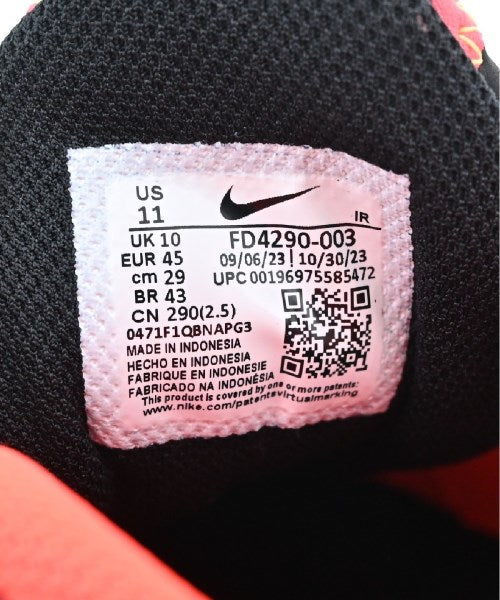 US
11
IR
UK 10
EUR 45
cm 29
BR 43
CN 290(2.5)
0471F1QBNAPG3
FD4290-003
09/06/23 | 10/30/23
UPC 00196975585472
MADE IN INDONESIA
HECHO EN INDONESIA
FABRIQUE EN INDONESIE
FABRICADO NA INDONESIA
This product is covered by one or more patents:
www.nike.com/patentsvirtualmarking